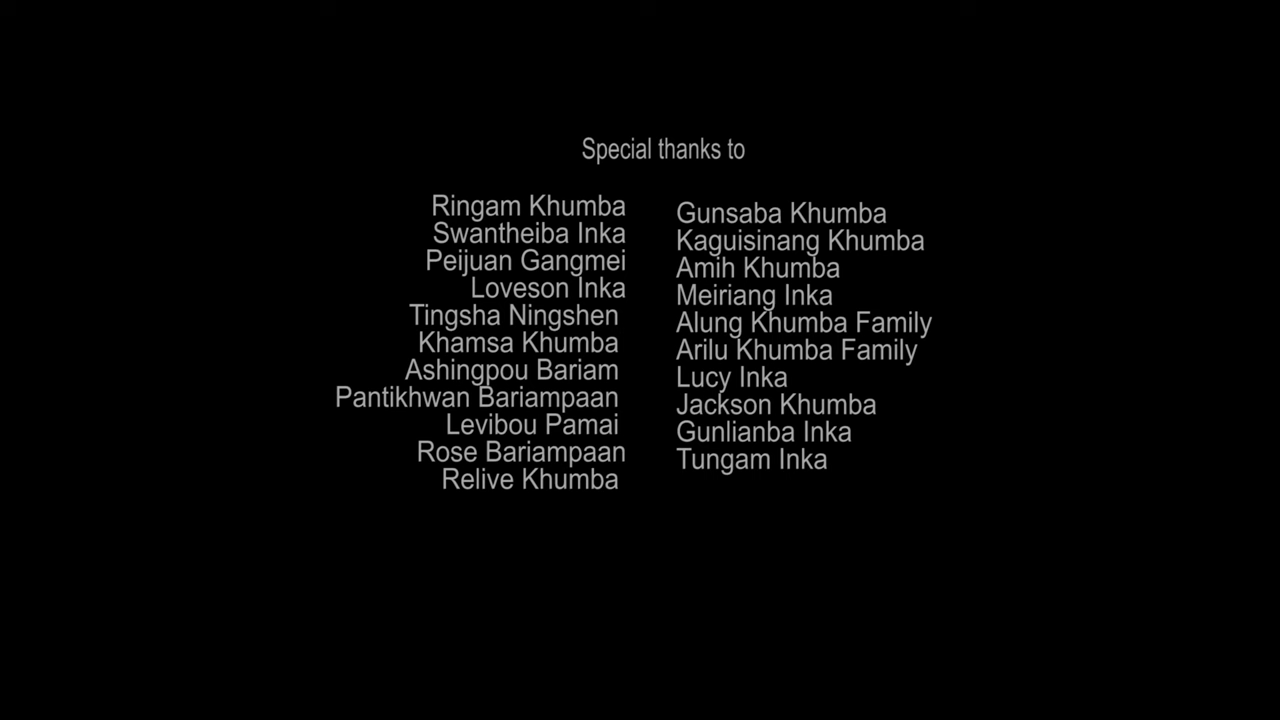 Special thanks to
Ringam Khumba
Swantheiba Inka
Peijuan Gangmei
Loveson Inka
Tingsha Ningshen
Khamsa Khumba
Ashingpou Bariam
Pantikhwan Bariampaan
Levibou Pamai
Rose Bariampaan
Relive Khumba
Gunsaba Khumba
Kaguisinang Khumba
Amih Khumba
Meiriang Inka
Alung Khumba Family
Arilu Khumba Family
Lucy Inka
Jackson Khumba
Gunlianba Inka
Tungam Inka